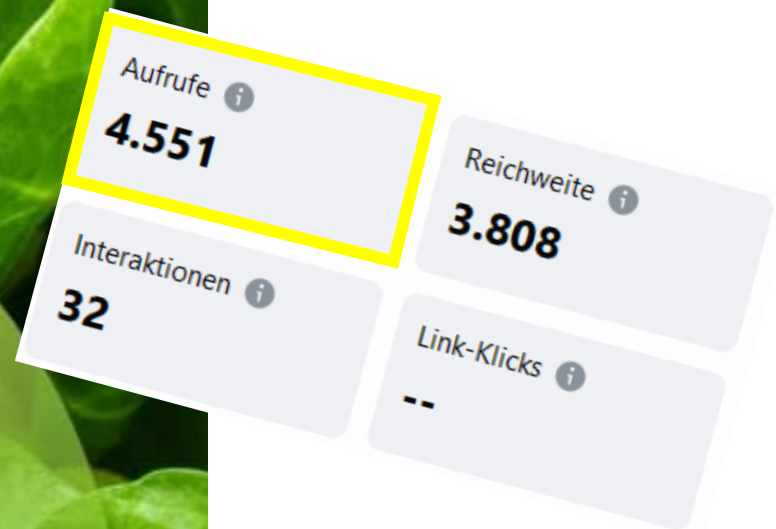 Aufrufe
4.551
Reichweite
3.808
Interaktionen
32
Link-Klicks
--